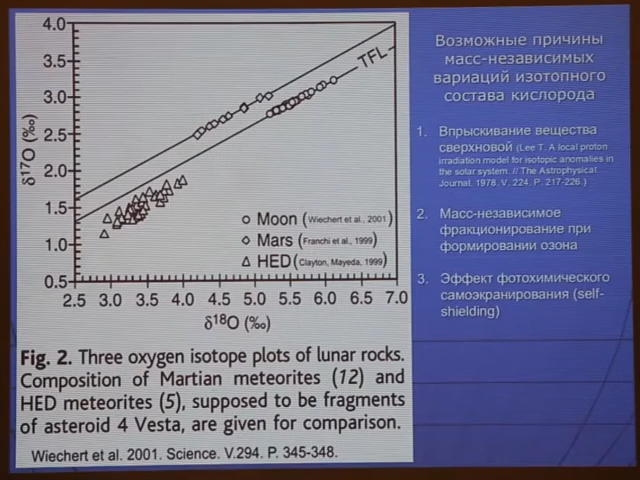 4.0
3.5
3.0
2.5
2.0
1.5
1.0
0.5
δ17O (‰)
TFL
Moon (Wiechert et al., 2001)
Mars (Franchi et al., 1999)
HED (Clayton, Mayeda, 1999)
2.5 3.0 3.5 4.0 4.5 5.0 5.5 6.0 6.5 7.0
δ18O (‰)
Fig. 2. Three oxygen isotope plots of lunar rocks.
Composition of Martian meteorites (12) and
HED meteorites (5), supposed to be fragments
of asteroid 4 Vesta, are given for comparison.
Wiechert et al. 2001. Science. V.294. P. 345-348.
Возможные причины
масс-независимых
вариаций изотопного
состава кислорода
1. Впрыскивание вещества
сверхновой (Lee T. A local proton
irradiation model for isotopic anomalies in
the solar system. // The Astrophysical
Journal. 1978. V. 224. P. 217-226.)
2. Масс-независимое
фракционирование при
формировании озона
3. Эффект фотохимического
самоэкранирования (self-
shielding)